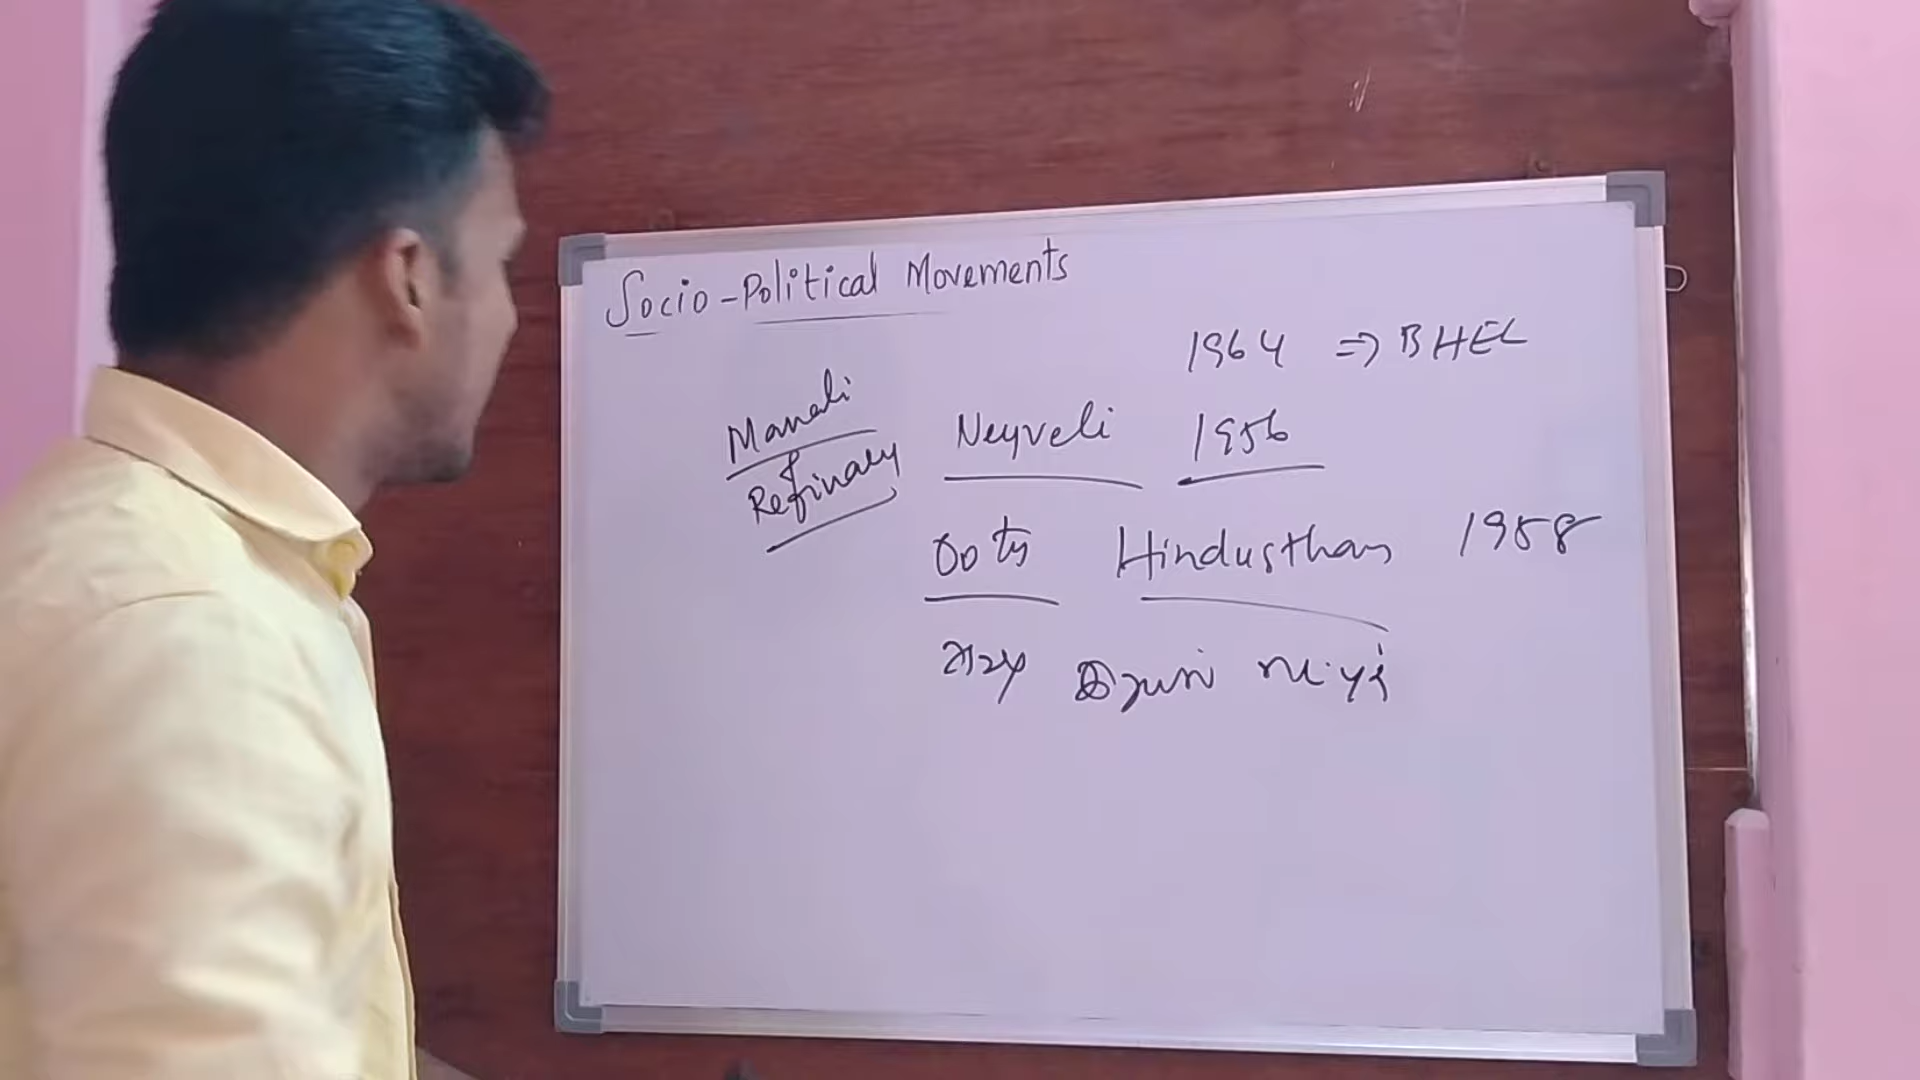 Socio-Political Movements
1964 => BHEL
Manali
Refinary
Neyveli 1956
Ooty Hindusthan 1958